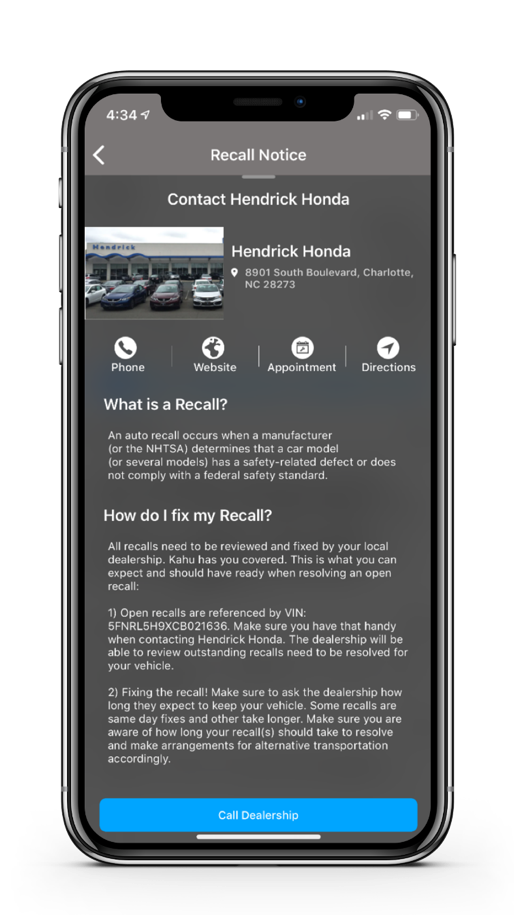 4:34
Recall Notice
Contact Hendrick Honda
Hendrick
Hendrick Honda
8901 South Boulevard, Charlotte,
NC 28273
Phone
Website
Appointment
Directions
What is a Recall?
An auto recall occurs when a manufacturer
(or the NHTSA) determines that a car model
(or several models) has a safety-related defect or does
not comply with a federal safety standard.
How do I fix my Recall?
All recalls need to be reviewed and fixed by your local
dealership. Kahu has you covered. This is what you can
expect and should have ready when resolving an open
recall:
1) Open recalls are referenced by VIN:
5FNRL5H9XCB021636. Make sure you have that handy
when contacting Hendrick Honda. The dealership will be
able to review outstanding recalls need to be resolved for
your vehicle.
2) Fixing the recall! Make sure to ask the dealership how
long they expect to keep your vehicle. Some recalls are
same day fixes and other take longer. Make sure you are
aware of how long your recall(s) should take to resolve
and make arrangements for alternative transportation
accordingly.
Call Dealership